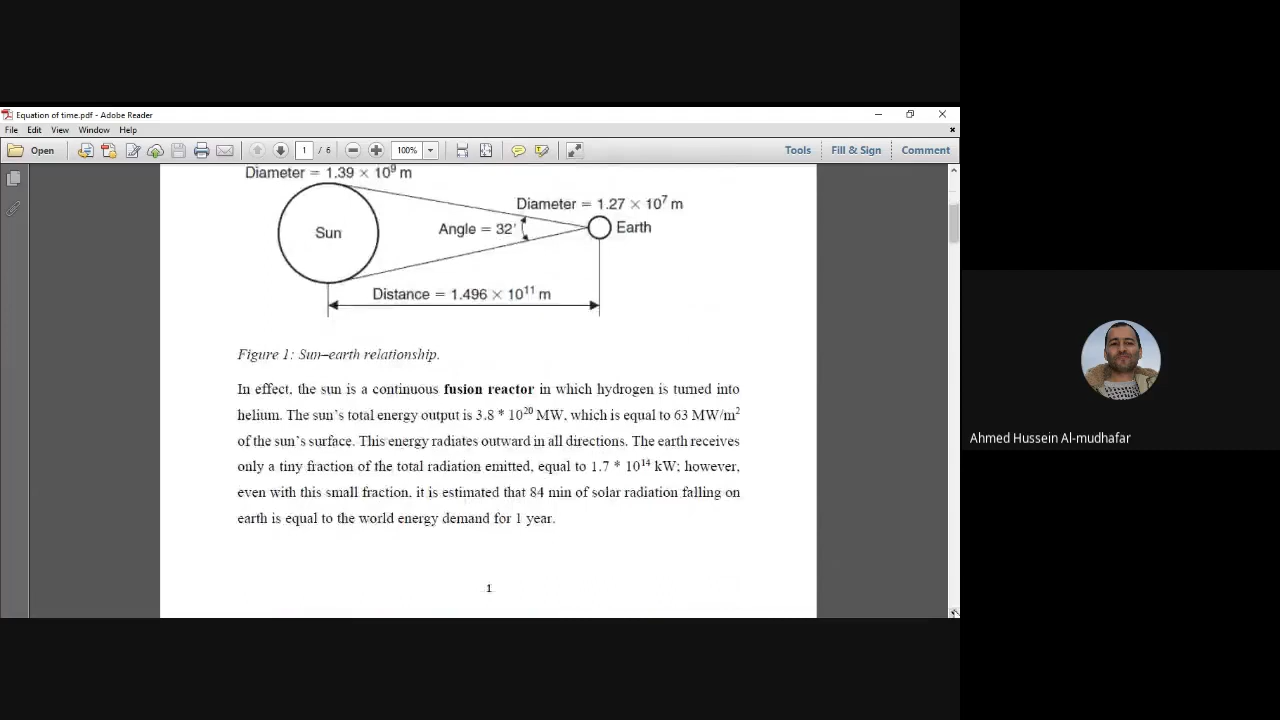 Equation of time.pdf - Adobe Reader
File Edit View Window Help
Open 1 / 6 100% Tools Fill & Sign Comment
Diameter = 1.39 × 10⁹ m
Diameter = 1.27 × 10⁷ m
Sun Angle = 32' Earth
Distance = 1.496 × 10¹¹ m
Figure 1: Sun–earth relationship.
In effect, the sun is a continuous fusion reactor in which hydrogen is turned into
helium. The sun's total energy output is 3.8 * 10²⁰ MW, which is equal to 63 MW/m²
of the sun's surface. This energy radiates outward in all directions. The earth receives
only a tiny fraction of the total radiation emitted, equal to 1.7 * 10¹⁴ kW; however,
even with this small fraction, it is estimated that 84 min of solar radiation falling on
earth is equal to the world energy demand for 1 year.
1
Ahmed Hussein Al-mudhafar